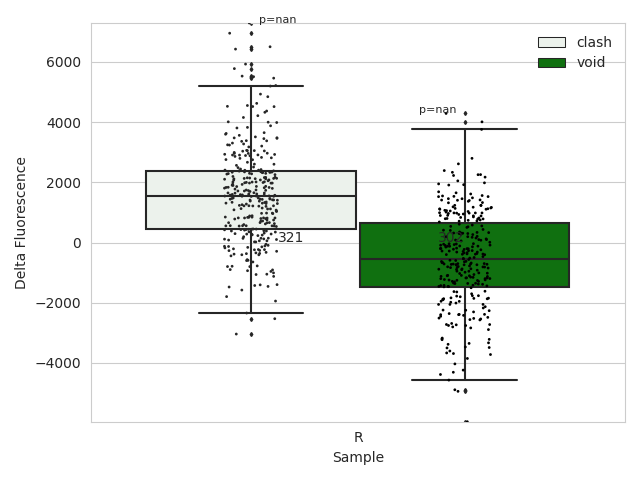 p=nan
clash
void
p=nan
6000
4000
2000
0
−2000
−4000
Delta Fluorescence
321
R
Sample